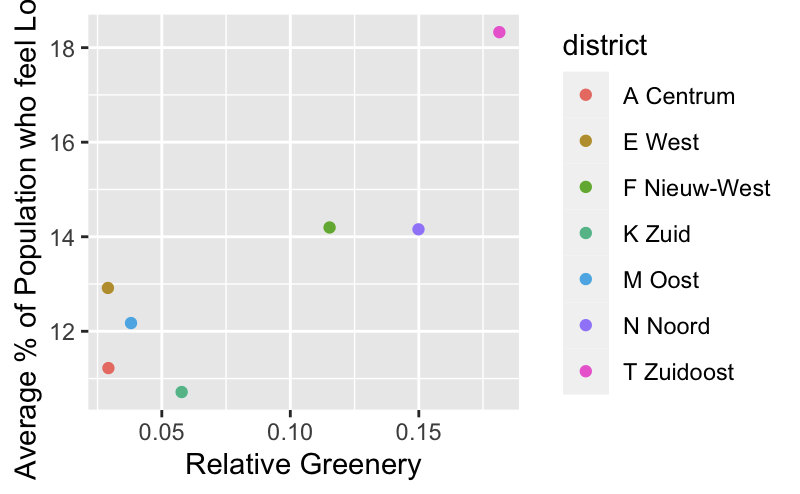 Average % of Population who feel Lo
18
16
14
12
0.05
0.10
0.15
Relative Greenery
district
A Centrum
E West
F Nieuw-West
K Zuid
M Oost
N Noord
T Zuidoost